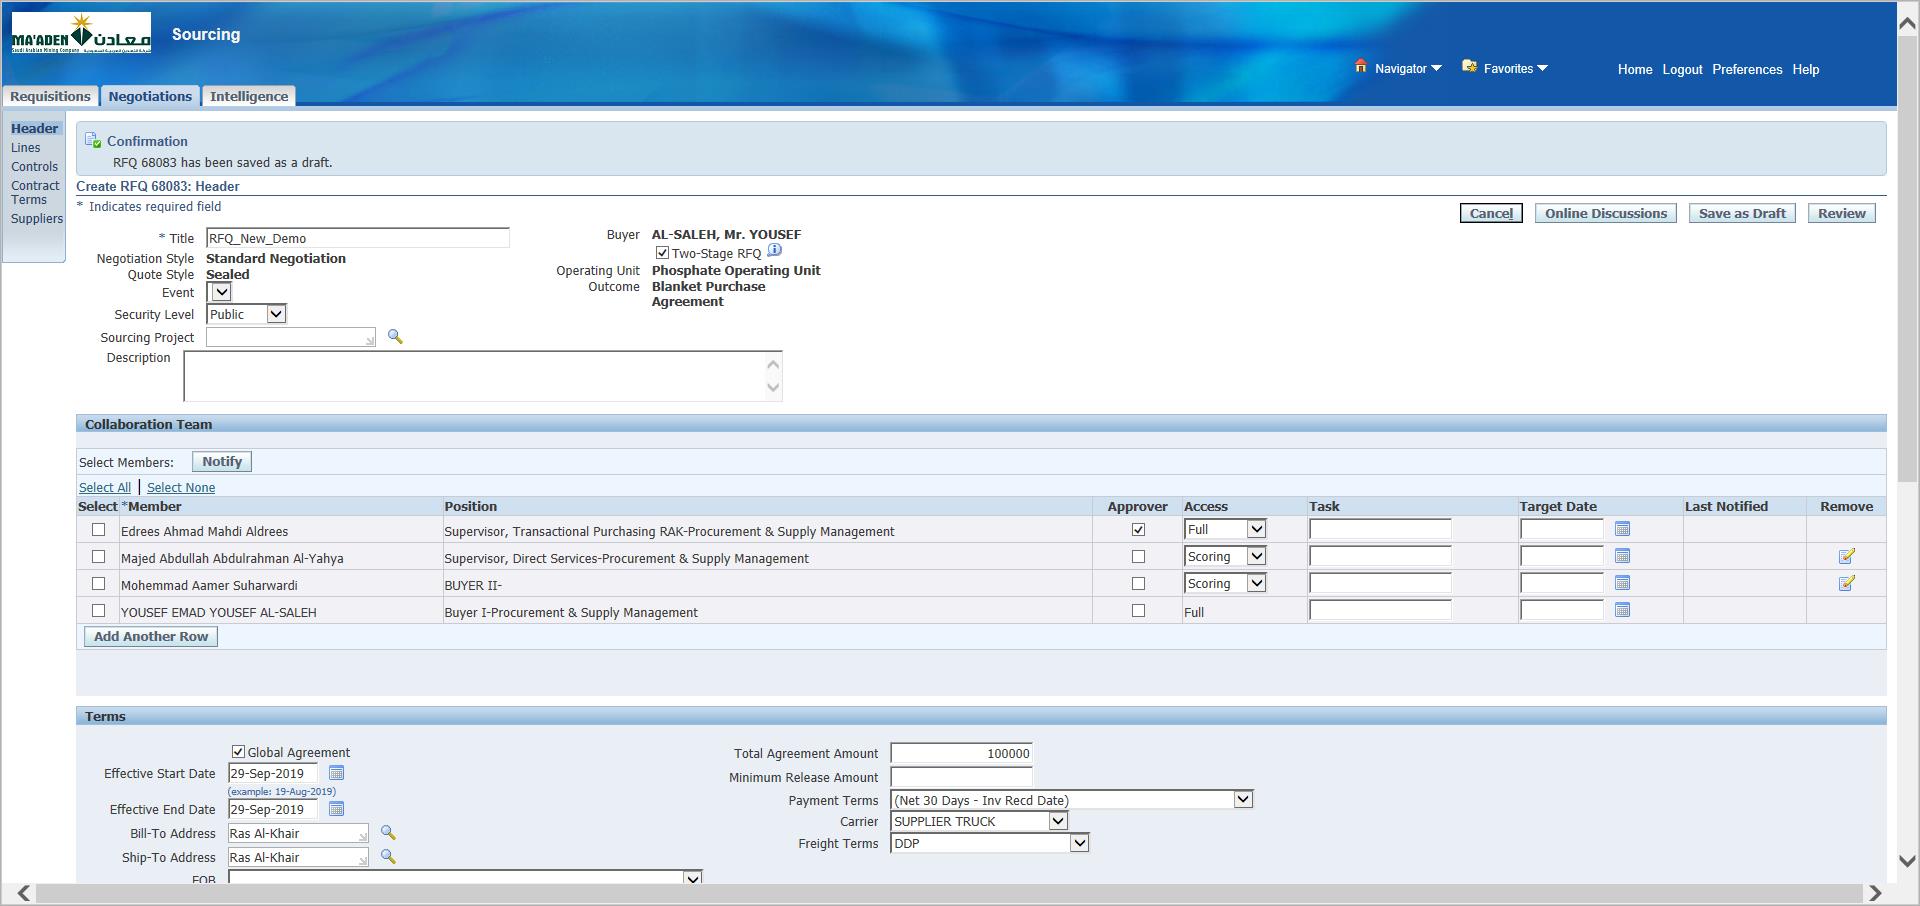 MA'ADEN معادن
Saudi Arabian Mining Company
Sourcing
Navigator Favorites Home Logout Preferences Help
Requisitions Negotiations Intelligence
Header
Lines
Controls
Contract Terms
Suppliers
Confirmation
RFQ 68083 has been saved as a draft.
Create RFQ 68083: Header
* Indicates required field
Cancel Online Discussions Save as Draft Review
* Title RFQ_New_Demo
Negotiation Style Standard Negotiation
Quote Style Sealed
Event
Security Level Public
Sourcing Project
Description
Buyer AL-SALEH, Mr. YOUSEF
Two-Stage RFQ
Operating Unit Phosphate Operating Unit
Outcome Blanket Purchase
Agreement
Collaboration Team
Select Members: Notify
Select All | Select None
Select *Member Position Approver Access Task Target Date Last Notified Remove
Edrees Ahmad Mahdi Aldrees Supervisor, Transactional Purchasing RAK-Procurement & Supply Management Full
Majed Abdullah Abdulrahman Al-Yahya Supervisor, Direct Services-Procurement & Supply Management Scoring
Mohemmad Aamer Suharwardi BUYER II- Scoring
YOUSEF EMAD YOUSEF AL-SALEH Buyer I-Procurement & Supply Management Full
Add Another Row
Terms
Global Agreement
Effective Start Date 29-Sep-2019
(example: 19-Aug-2019)
Effective End Date 29-Sep-2019
Bill-To Address Ras Al-Khair
Ship-To Address Ras Al-Khair
FOB
Total Agreement Amount 100000
Minimum Release Amount
Payment Terms (Net 30 Days - Inv Recd Date)
Carrier SUPPLIER TRUCK
Freight Terms DDP